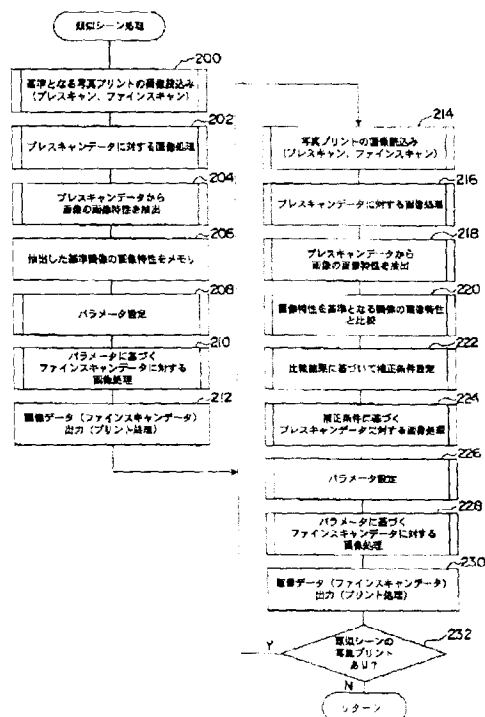 類似シーン処理
200
基準となる写真プリントの画像読込み
(プレスキャン、ファインスキャン)
202
プレスキャンデータに対する画像処理
204
プレスキャンデータから
画像の画像特性を抽出
206
抽出した基準画像の画像特性をメモリ
208
パラメータ設定
210
パラメータに基づく
ファインスキャンデータに対する
画像処理
212
画像データ(ファインスキャンデータ)
出力(プリント処理)
214
写真プリントの画像読込み
(プレスキャン、ファインスキャン)
216
プレスキャンデータに対する画像処理
218
プレスキャンデータから
画像の画像特性を抽出
220
画像特性を基準となる画像の画像特性
と比較
222
比較結果に基づいて補正条件設定
224
補正条件に基づく
プレスキャンデータに対する画像処理
226
パラメータ設定
228
パラメータに基づく
ファインスキャンデータに対する
画像処理
230
画像データ(ファインスキャンデータ)
出力(プリント処理)
232
類似シーンの
写真プリント
あり?
Y
N
リターン